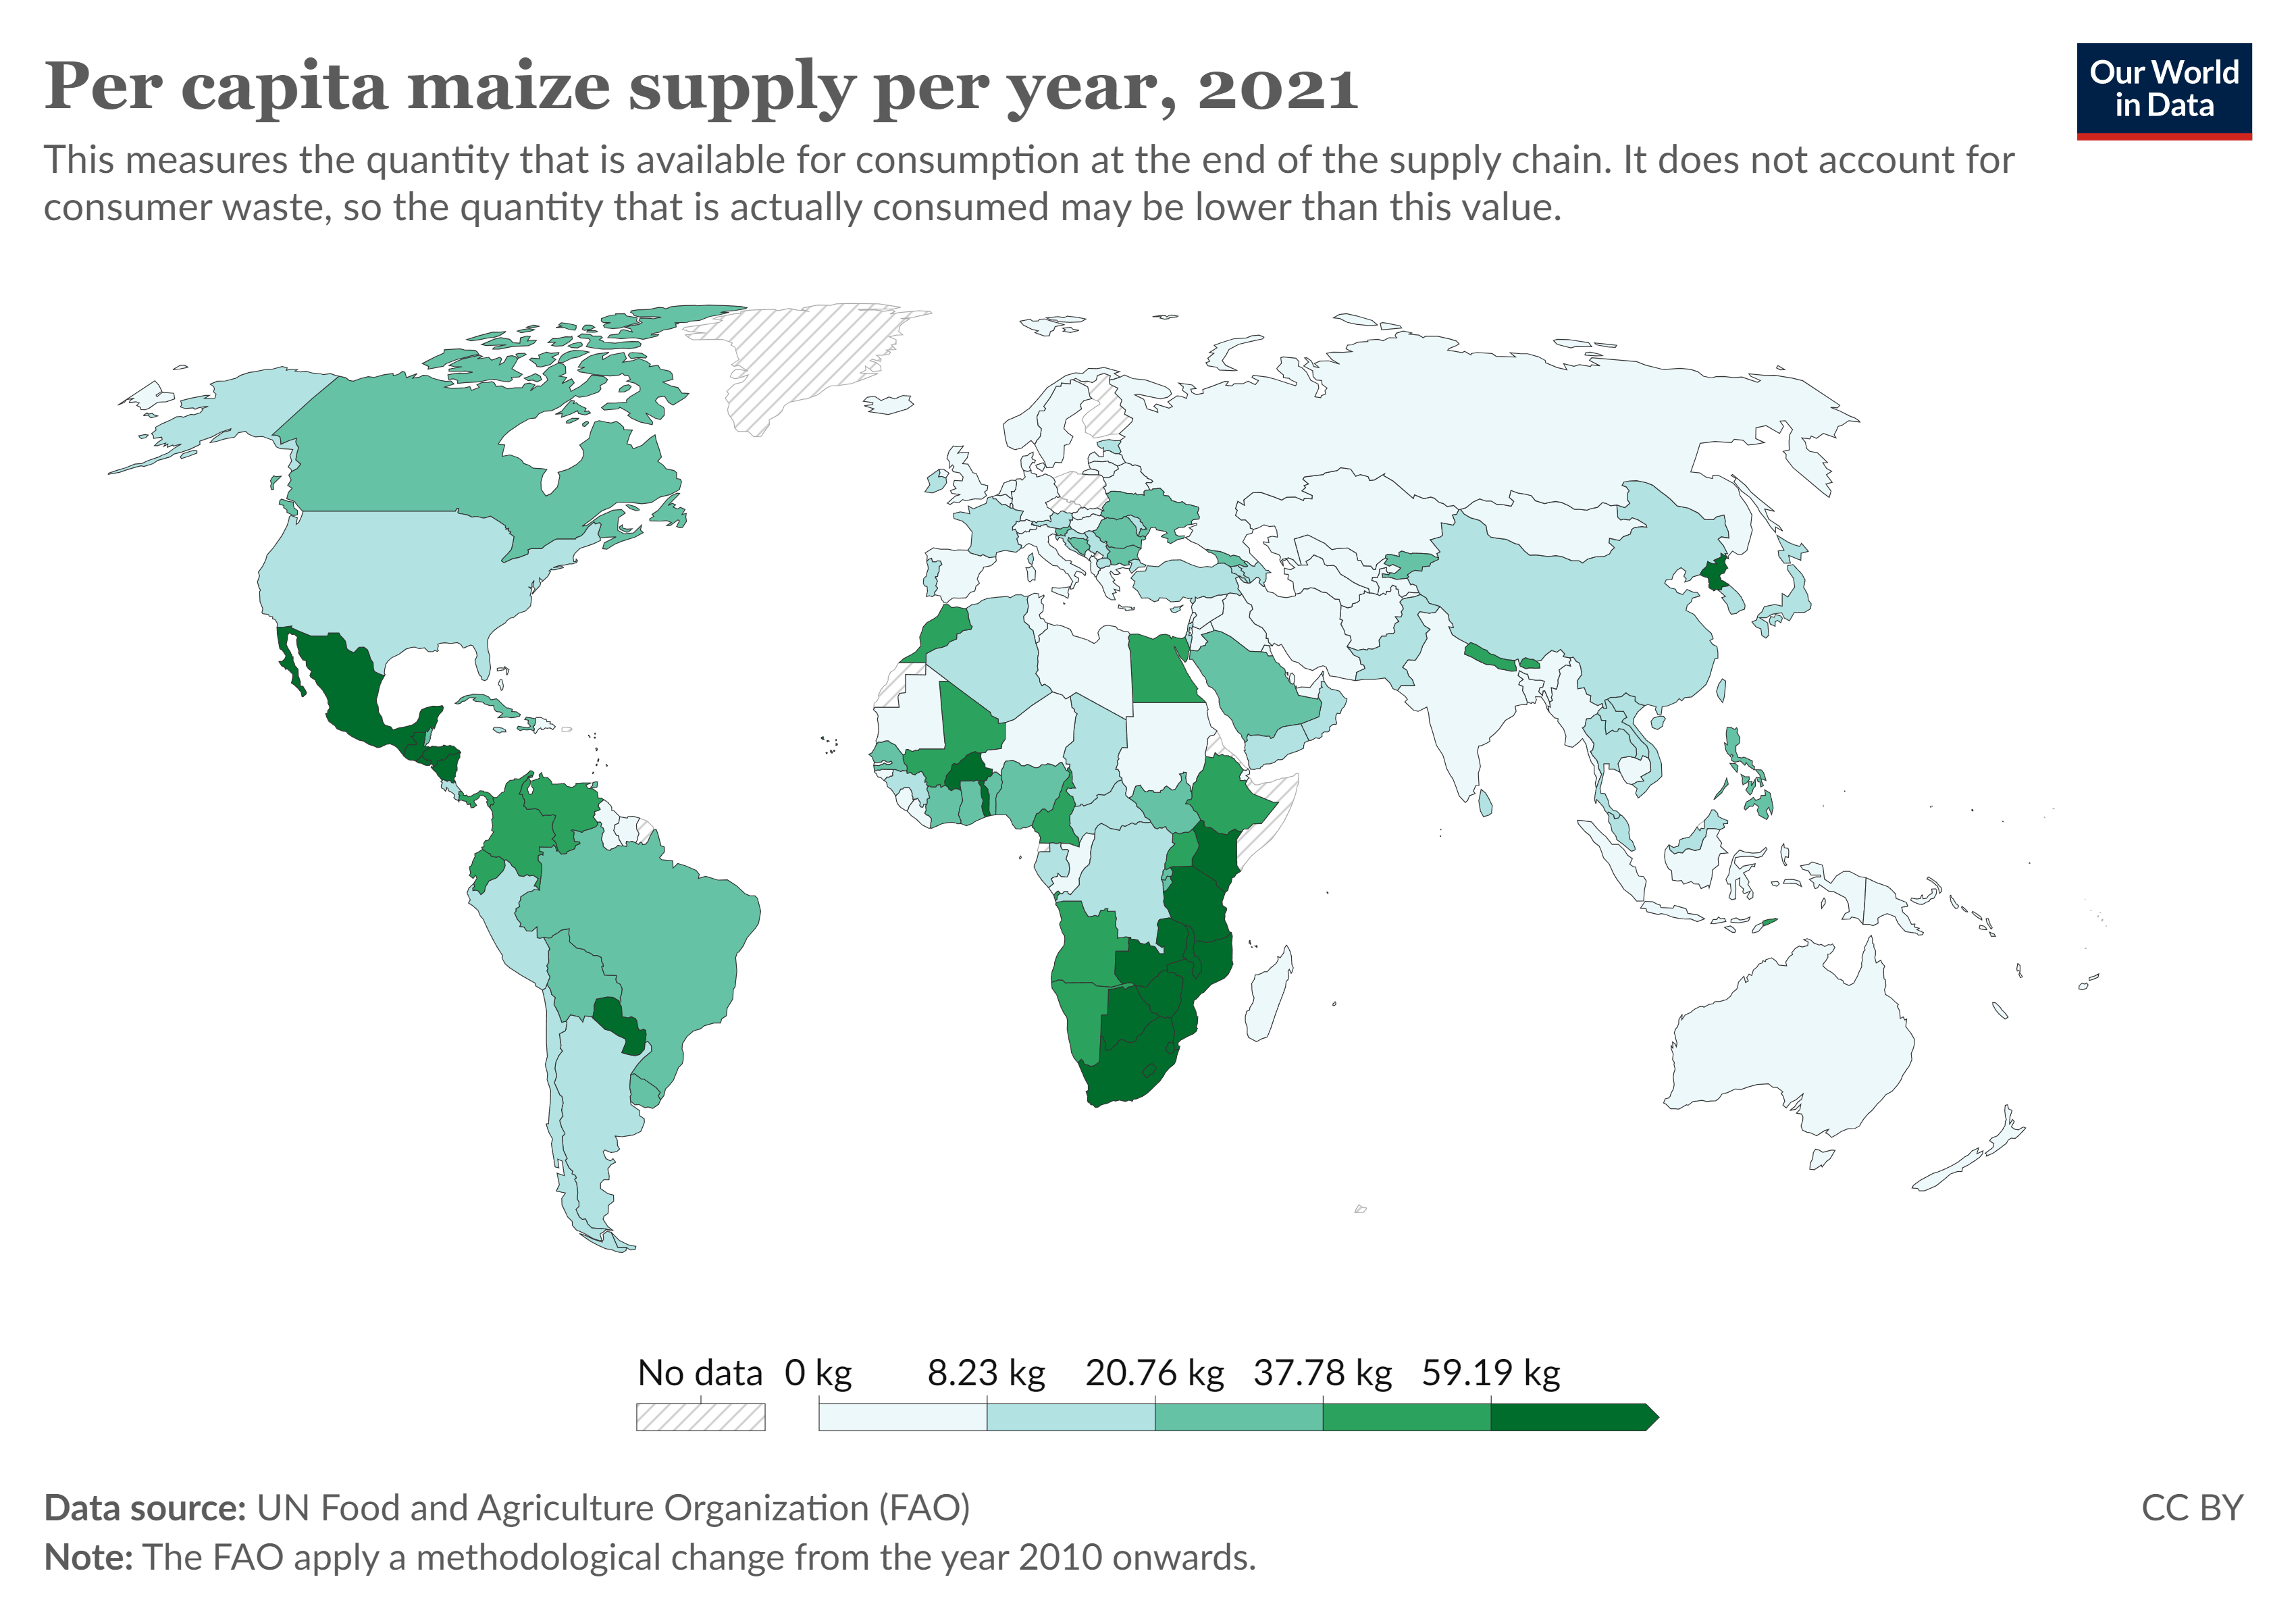 Per capita maize supply per year, 2021
Our World
in Data
This measures the quantity that is available for consumption at the end of the supply chain. It does not account for
consumer waste, so the quantity that is actually consumed may be lower than this value.
No data 0 kg 8.23 kg 20.76 kg 37.78 kg 59.19 kg
Data source: UN Food and Agriculture Organization (FAO)
CC BY
Note: The FAO apply a methodological change from the year 2010 onwards.